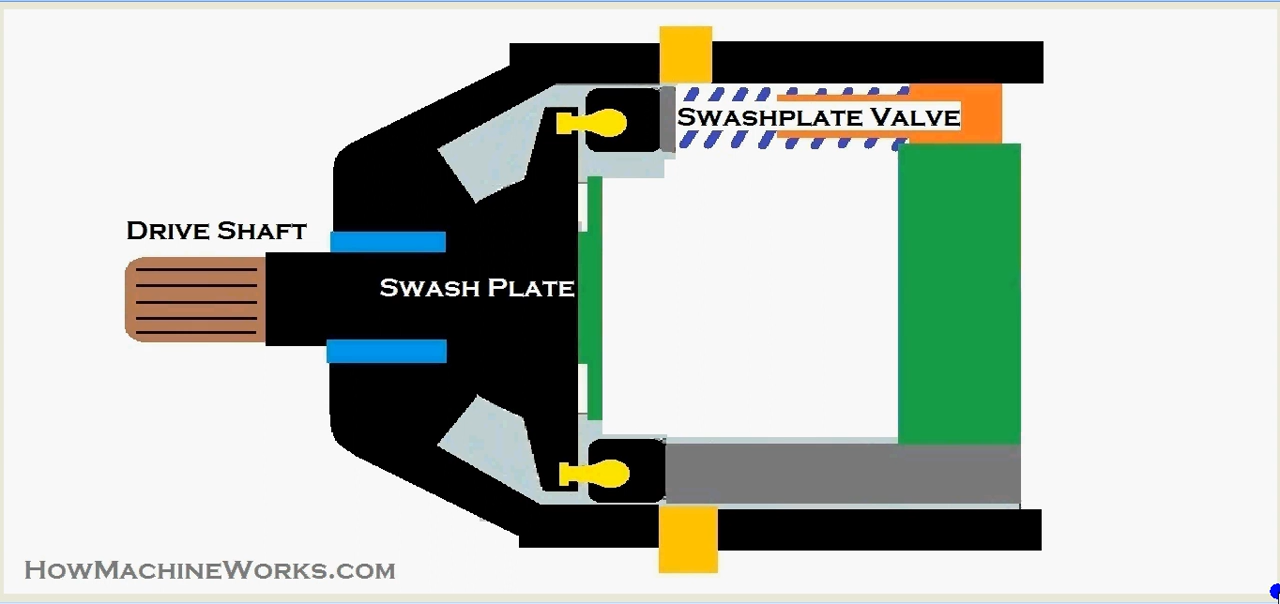 Swashplate Valve
Drive Shaft
Swash Plate
HowMachineWorks.com